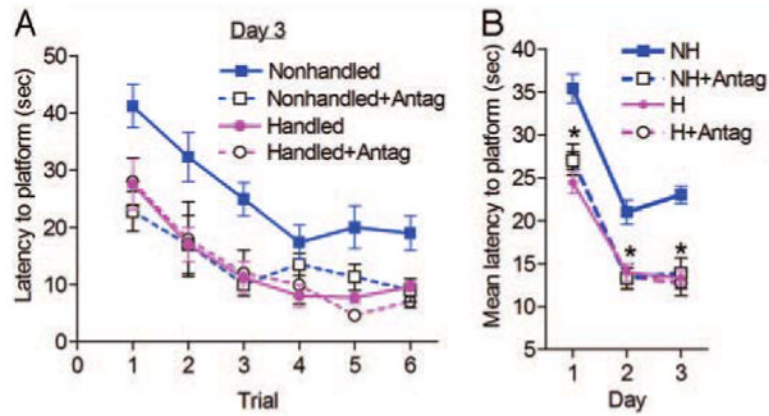 A
Day 3
Nonhandled
Nonhandled+Antag
Handled
Handled+Antag
Latency to platform (sec)
50
40
30
20
10
0
0 1 2 3 4 5 6
Trial
B
NH
NH+Antag
H
H+Antag
Mean latency to platform (sec)
40
35
30
25
20
15
10
5
*
* *
1 2 3
Day